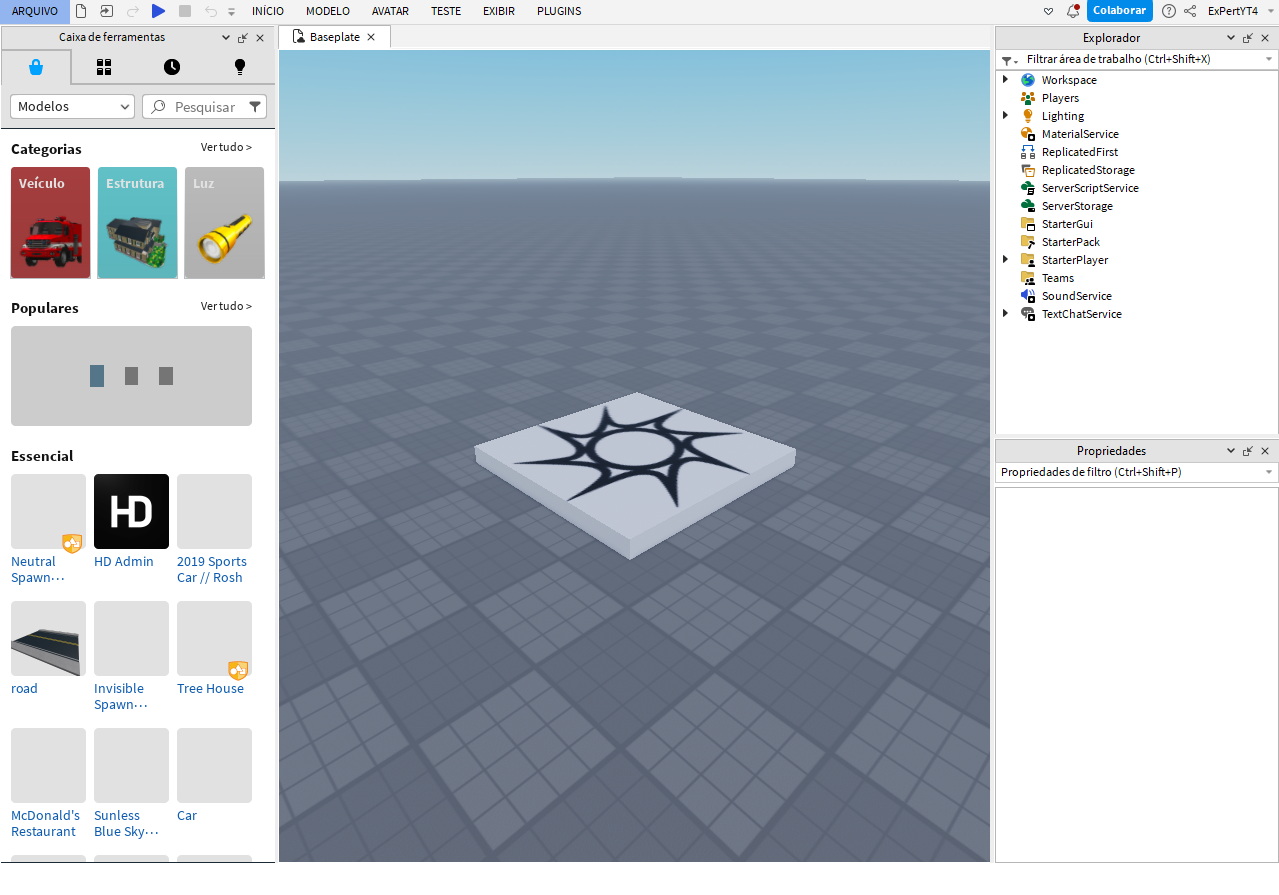 ARQUIVO INÍCIO MODELO AVATAR TESTE EXIBIR PLUGINS Colaborar ExPertYT4
Caixa de ferramentas
Modelos Pesquisar
Categorias Ver tudo >
Veículo Estrutura Luz
Populares Ver tudo >
Essencial
Neutral
Spawn···
HD Admin
HD
2019 Sports
Car // Rosh
road
Invisible
Spawn···
Tree House
McDonald's
Restaurant
Sunless
Blue Sky···
Car
Baseplate
Explorador
Filtrar área de trabalho (Ctrl+Shift+X)
Workspace
Players
Lighting
MaterialService
ReplicatedFirst
ReplicatedStorage
ServerScriptService
ServerStorage
StarterGui
StarterPack
StarterPlayer
Teams
SoundService
TextChatService
Propriedades
Propriedades de filtro (Ctrl+Shift+P)